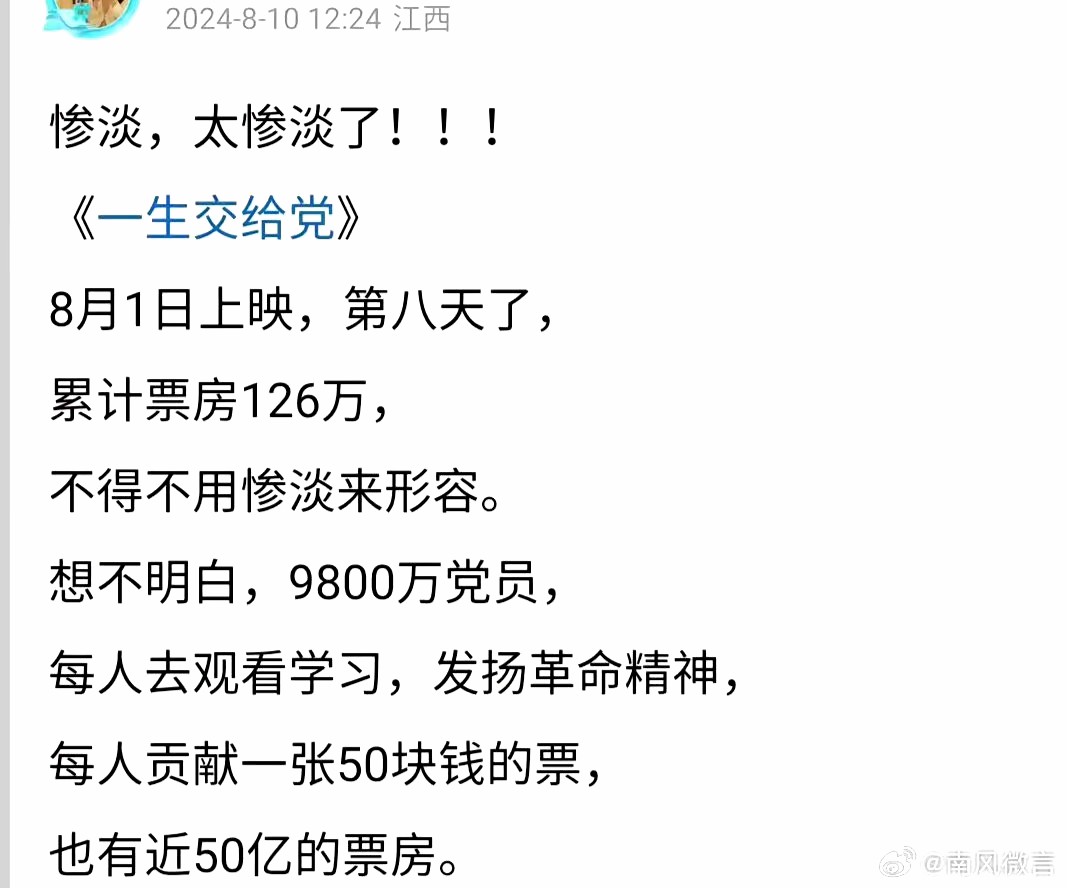 2024-8-10 12:24 江西
惨淡，太惨淡了！！！
《一生交给党》
8月1日上映，第八天了，
累计票房126万，
不得不用惨淡来形容。
想不明白，9800万党员，
每人去观看学习，发扬革命精神，
每人贡献一张50块钱的票，
也有近50亿的票房。
@南风微言